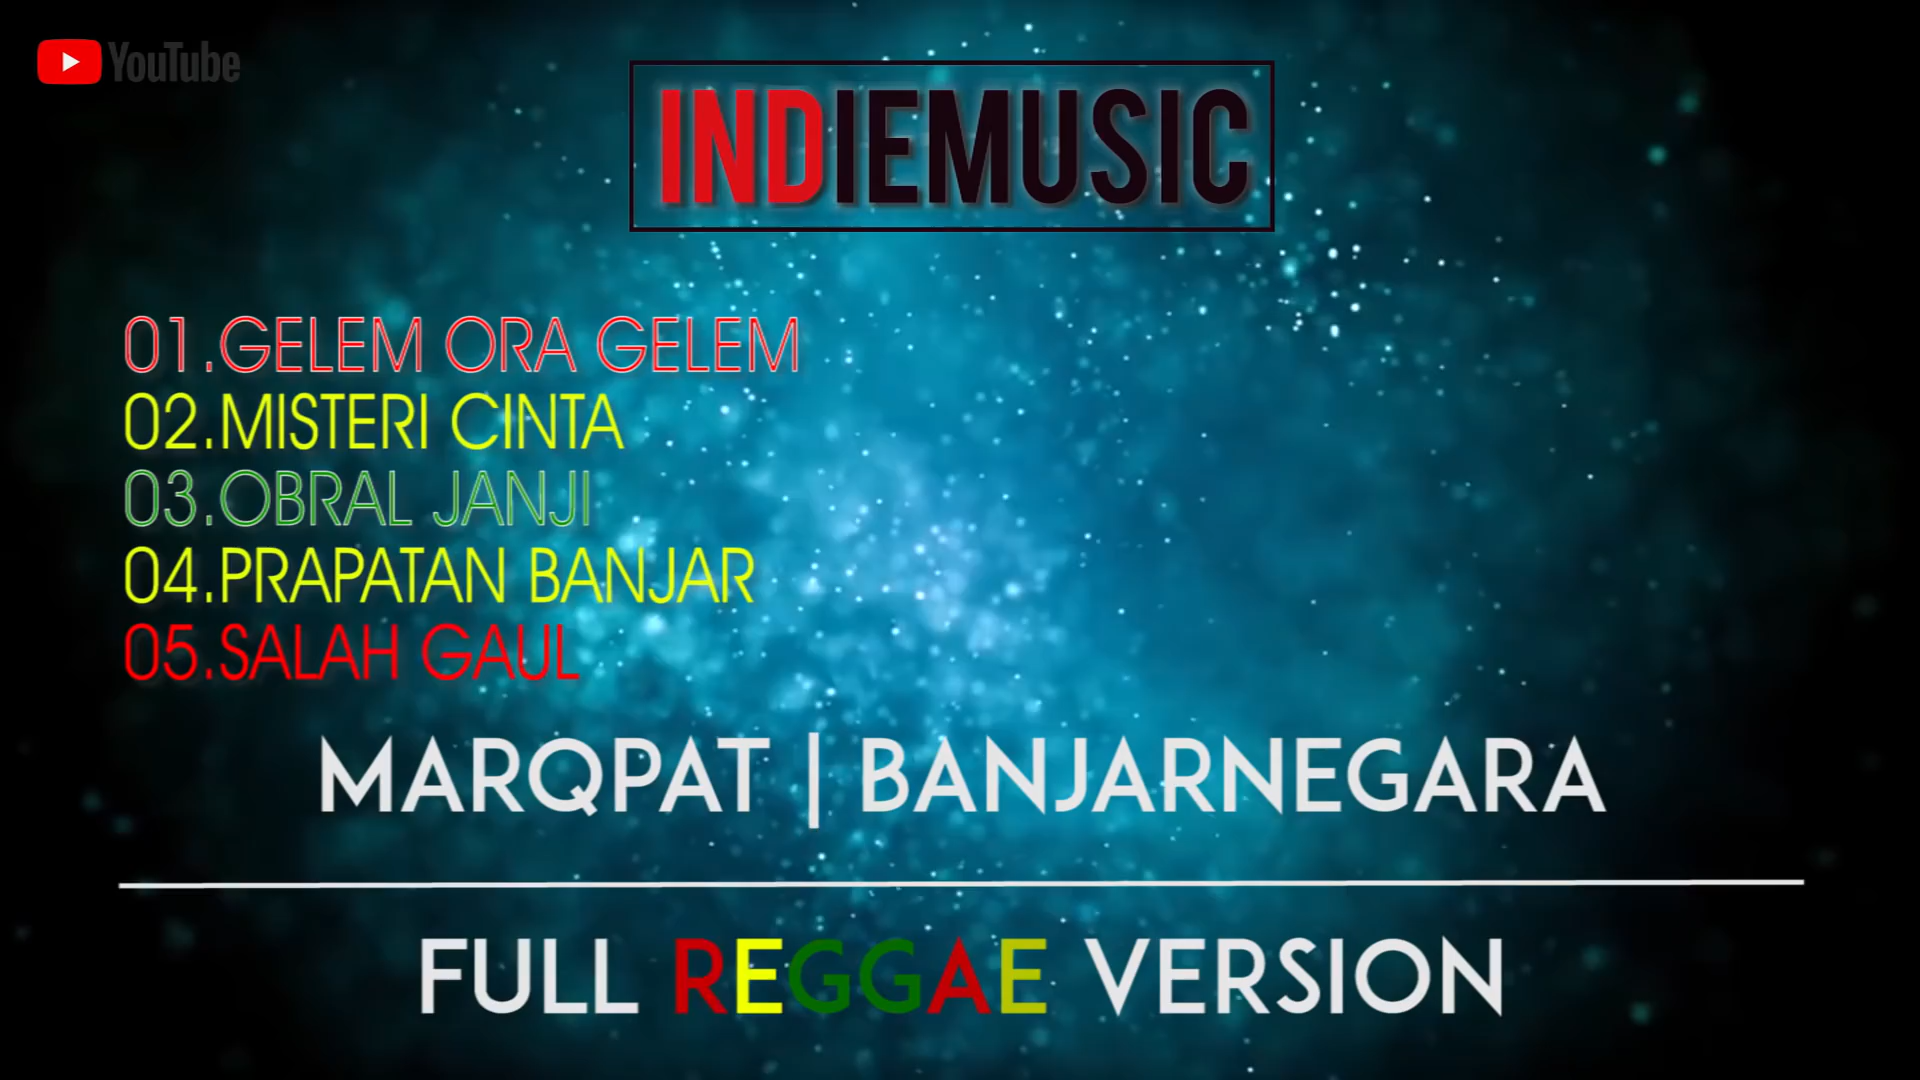 YouTube
INDIEMUSIC
01.GELEM ORA GELEM
02.MISTERI CINTA
03.OBRAL JANJI
04.PRAPATAN BANJAR
05.SALAH GAUL
MARQPAT | BANJARNEGARA
FULL REGGAE VERSION